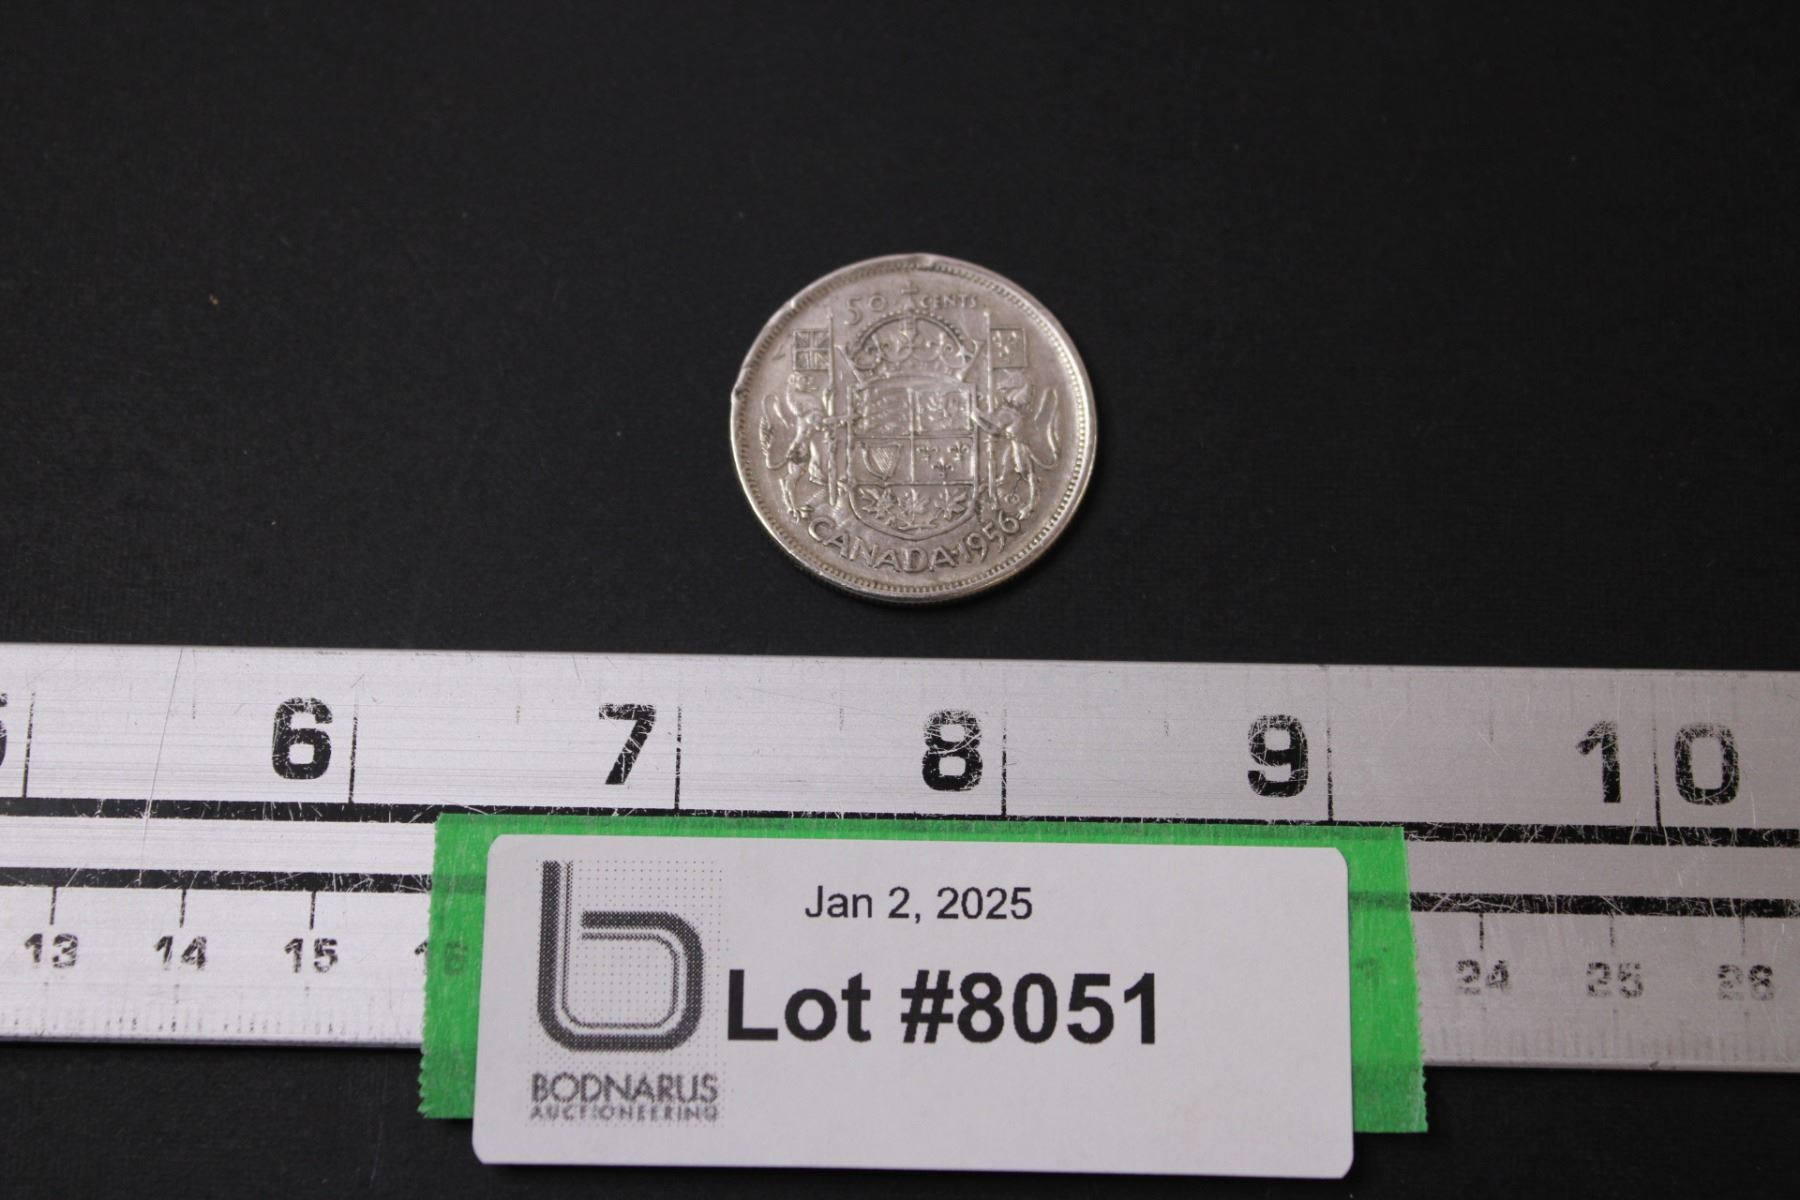 50 CENTS
CANADA 1956
6 7 8 9 10
Jan 2, 2025
13 14 15 24 25 26
Lot #8051
BODNARUS
AUCTIONEERING